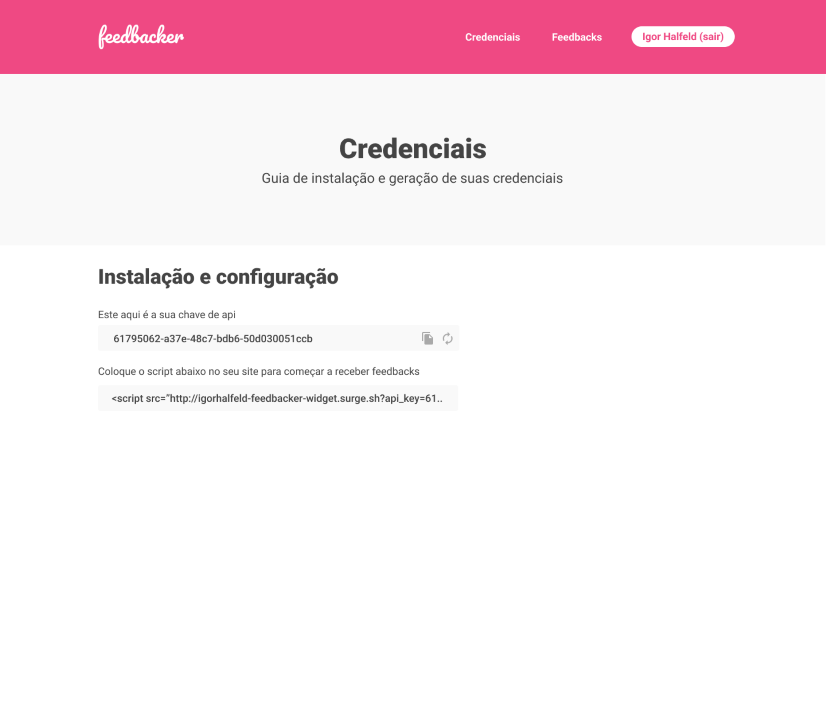 feedbacker
Credenciais
Feedbacks
Igor Halfeld (sair)
Credenciais
Guia de instalação e geração de suas credenciais
Instalação e configuração
Este aqui é a sua chave de api
61795062-a37e-48c7-bdb6-50d030051ccb
Coloque o script abaixo no seu site para começar a receber feedbacks
<script src="http://igorhalfeld-feedbacker-widget.surge.sh?api_key=61..